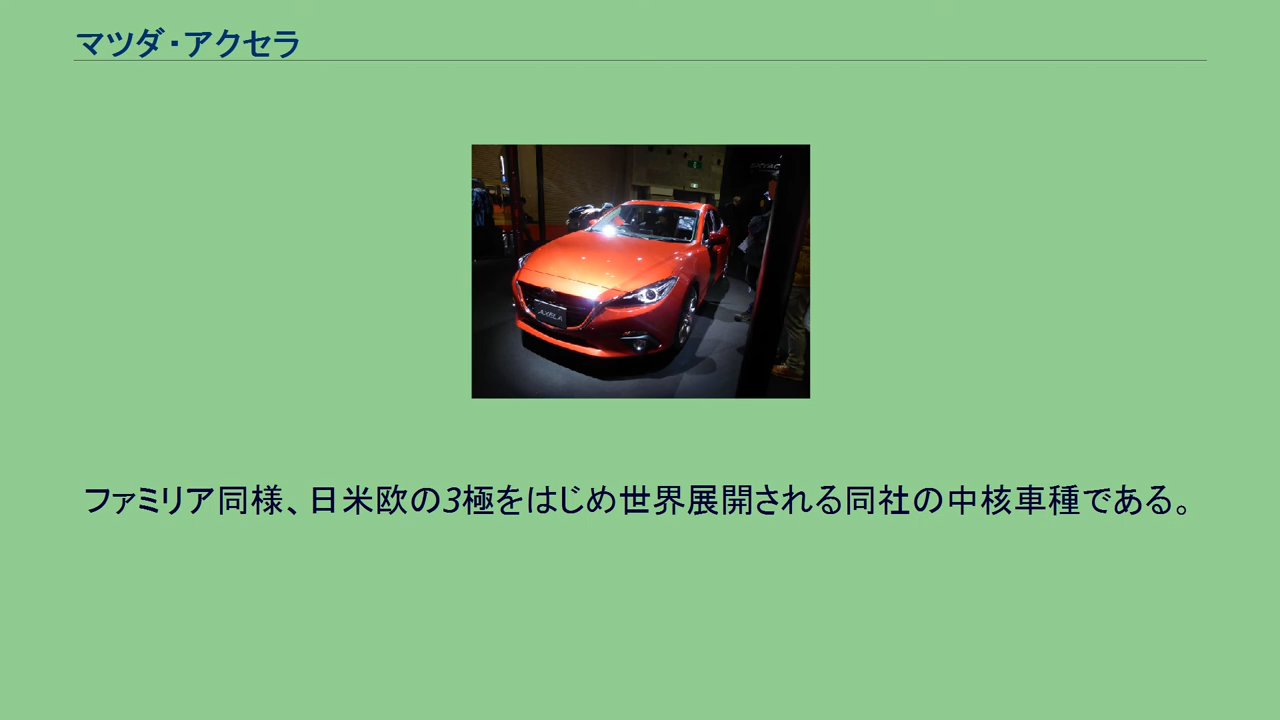 マツダ・アクセラ
AXELA
ファミリア同様、日米欧の3極をはじめ世界展開される同社の中核車種である。